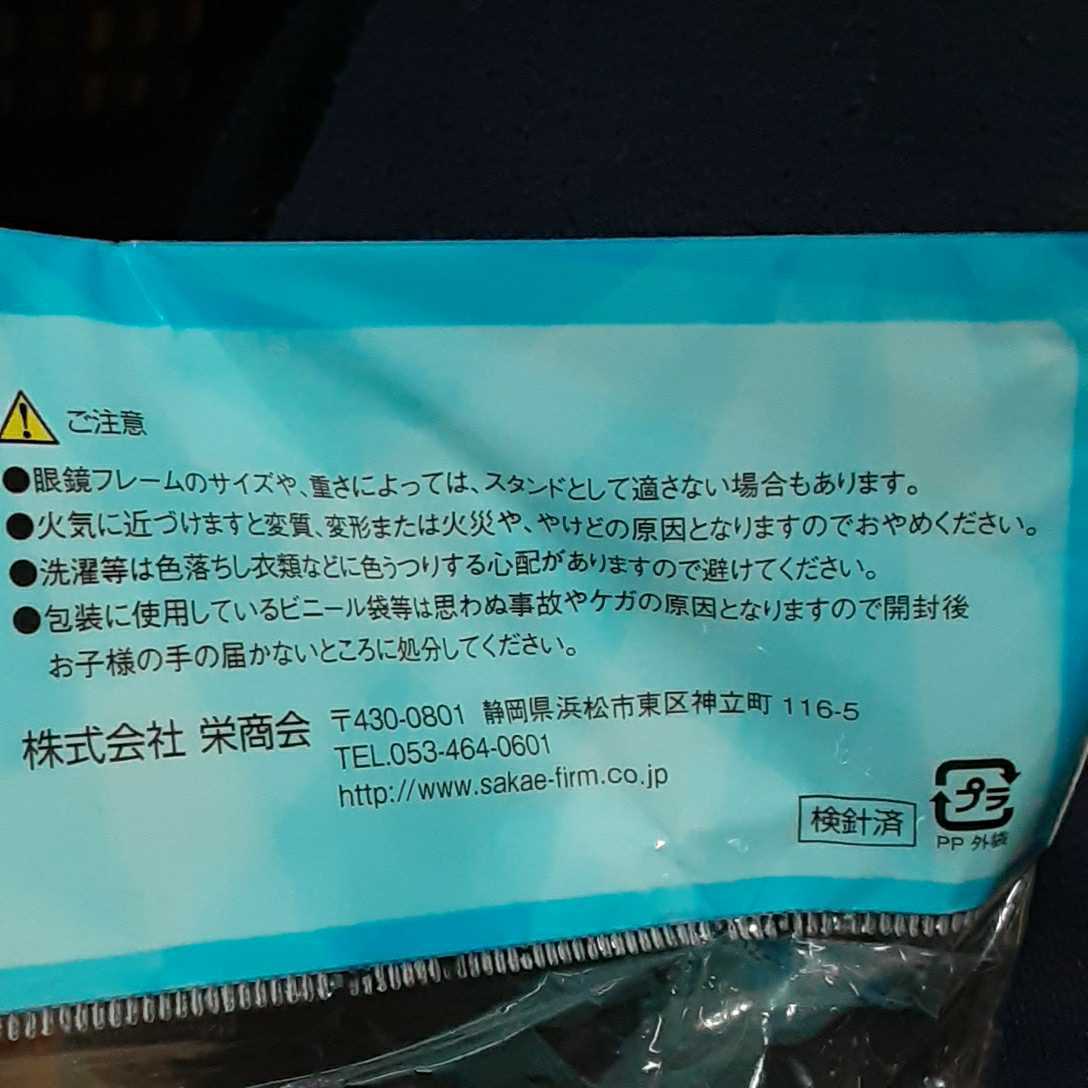 ご注意
●眼鏡フレームのサイズや、重さによっては、スタンドとして適さない場合もあります。
●火気に近づけますと変質、変形または火災や、やけどの原因となりますのでおやめください。
●洗濯等は色落ちし衣類などに色うつりする心配がありますので避けてください。
●包装に使用しているビニール袋等は思わぬ事故やケガの原因となりますので開封後
お子様の手の届かないところに処分してください。
株式会社 栄商会
〒430-0801 静岡県浜松市東区神立町 116-5
TEL.053-464-0601
http://www.sakae-firm.co.jp
検針済
プラ
PP 外袋